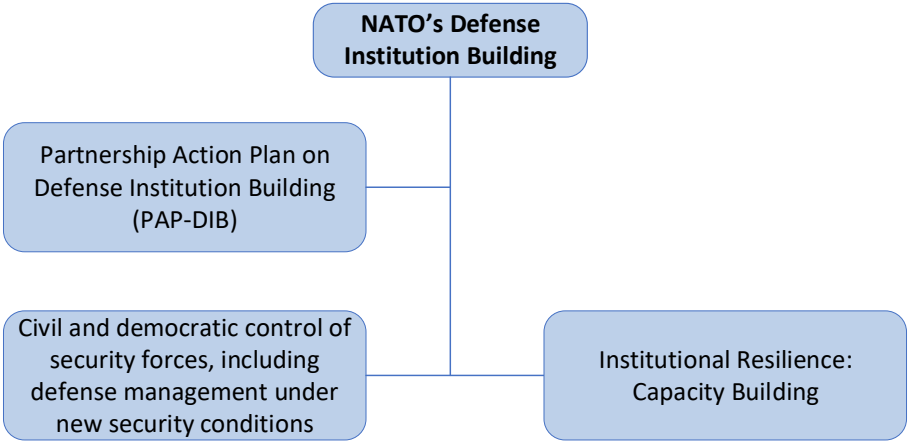 NATO's Defense
Institution Building
Partnership Action Plan on
Defense Institution Building
(PAP-DIB)
Civil and democratic control of
security forces, including
defense management under
new security conditions
Institutional Resilience:
Capacity Building